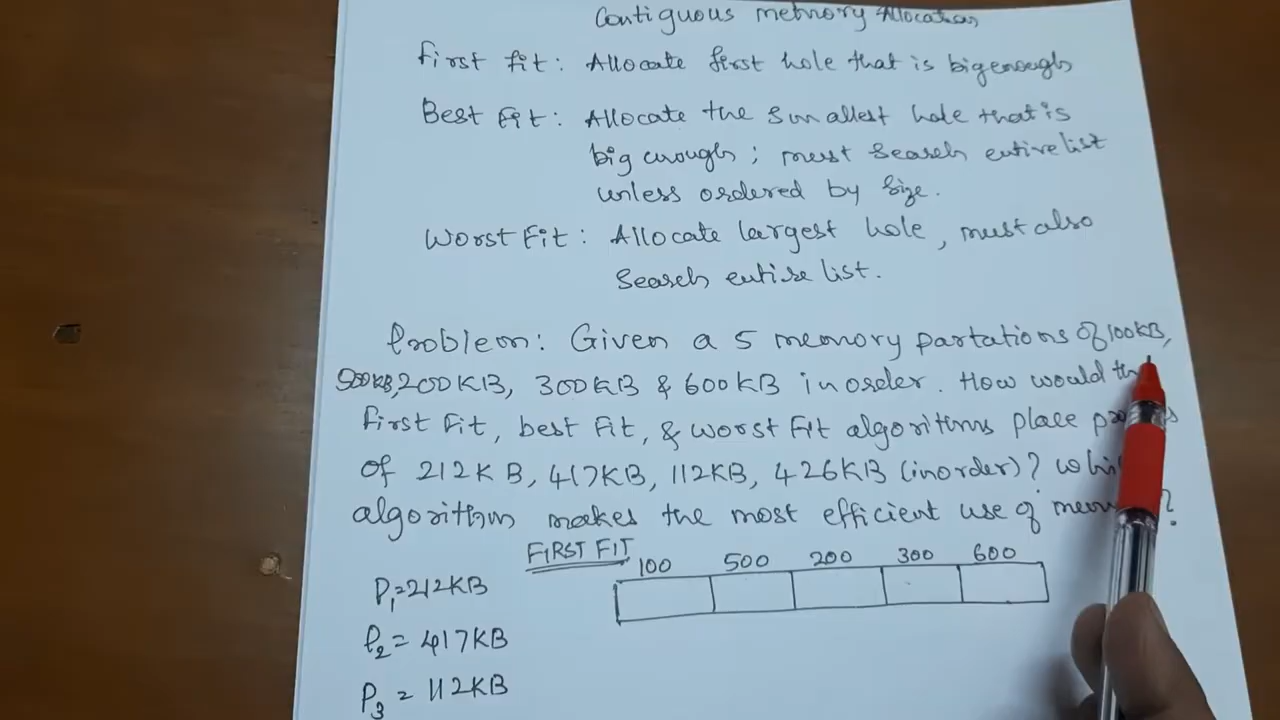 Contiguous memory Allocation
First fit: Allocate first hole that is big enough
Best Fit: Allocate the smallest hole that is
big enough; must search entire list
unless ordered by size.
Worst Fit: Allocate largest hole, must also
Search entire list.
Problem: Given a 5 memory partations of 100KB,
500KB, 200KB, 300KB & 600KB in order. How would
First Fit, best Fit, & worst Fit algorithms place
of 212KB, 417KB, 112KB, 426KB (inorder)?
algorithm makes the most efficient use of ?
FIRST FIT
100 500 200 300 600
P1=212KB
P2= 417KB
P3 = 112KB